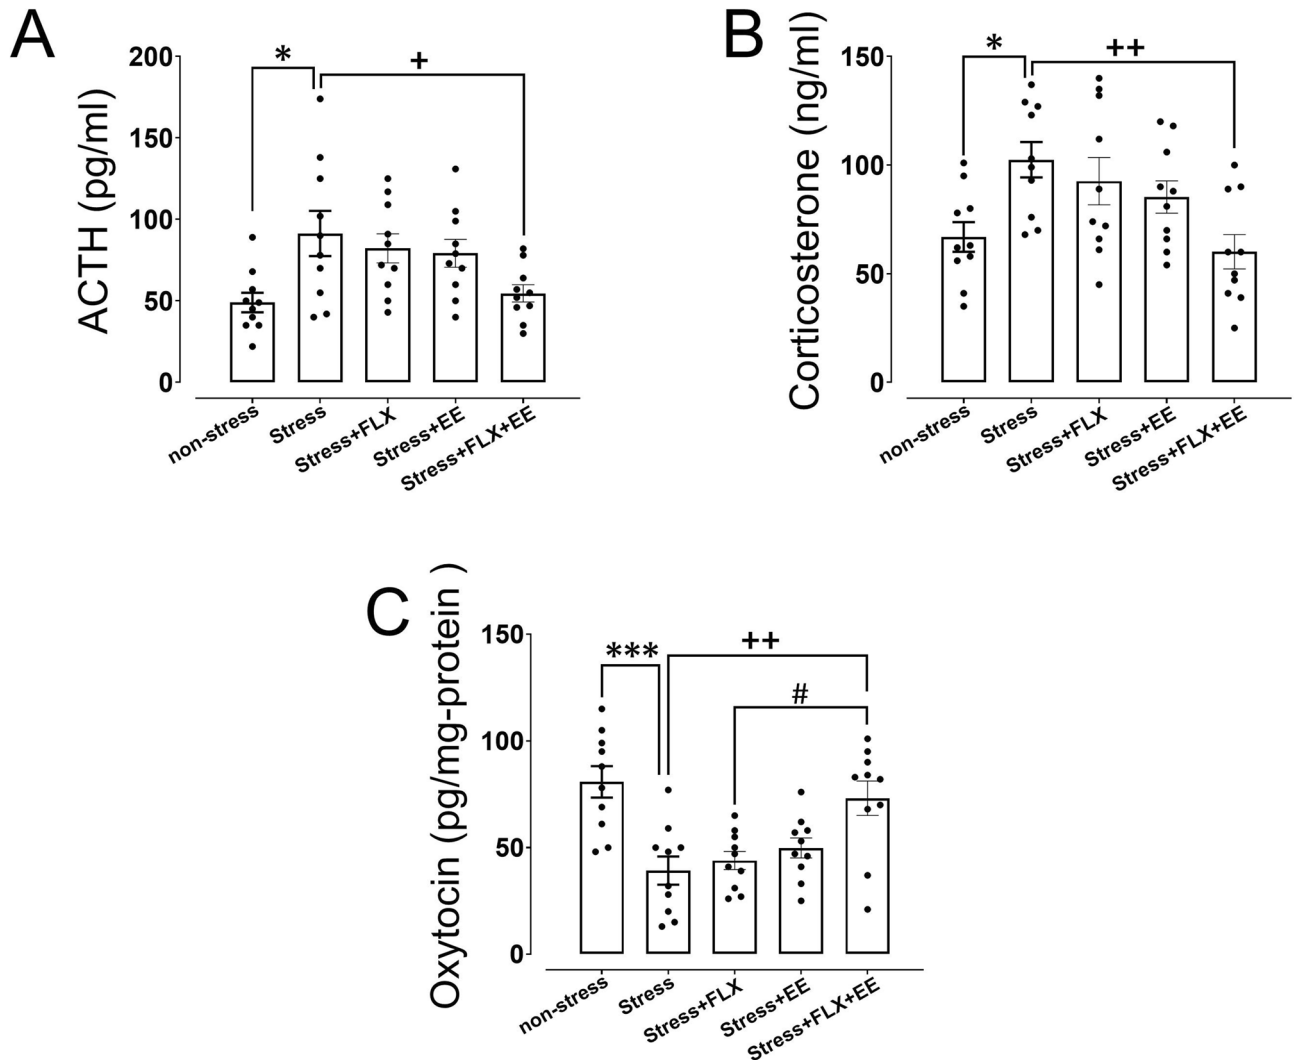 A
ACTH (pg/ml)
200
150
100
50
0
*
+
non-stress
Stress
Stress+FLX
Stress+EE
Stress+FLX+EE
B
Corticosterone (ng/ml)
150
100
50
0
*
++
non-stress
Stress
Stress+FLX
Stress+EE
Stress+FLX+EE
C
Oxytocin (pg/mg-protein )
150
100
50
0
***
++
#
non-stress
Stress
Stress+FLX
Stress+EE
Stress+FLX+EE